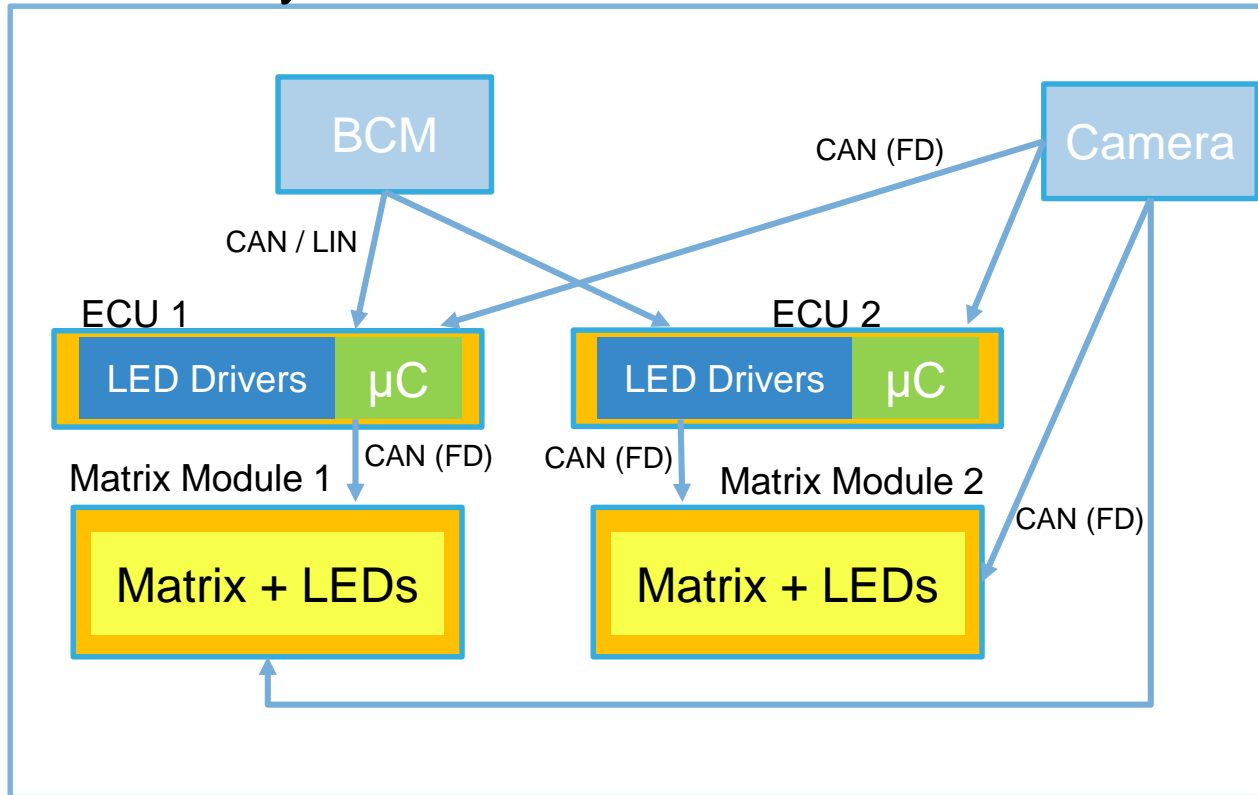 BCM
Camera
CAN (FD)
CAN / LIN
ECU 1
ECU 2
LED Drivers
µC
LED Drivers
µC
CAN (FD)
CAN (FD)
Matrix Module 1
Matrix Module 2
CAN (FD)
Matrix + LEDs
Matrix + LEDs